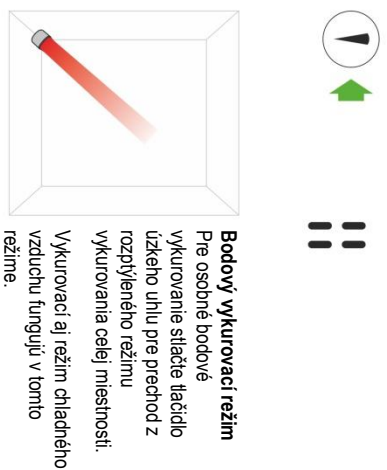 Bodový vykurovací režim
Pre osobné bodové
vykurovanie stlačte tlačidlo
úzkeho uhlu pre prechod z
rozptýleného režimu
vykurovania celej miestnosti.
Vykurovací aj režim chladného
vzduchu fungujú v tomto
režime.